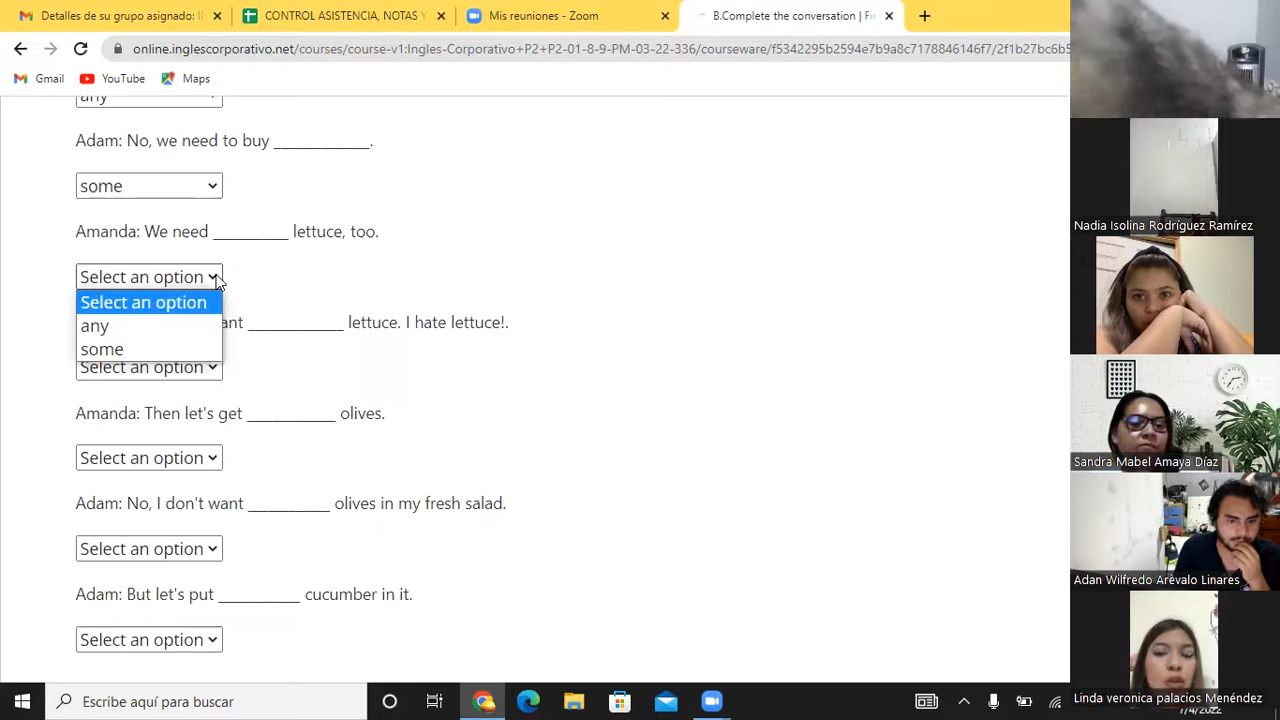 Detalles de su grupo asignado: II
CONTROL ASISTENCIA, NOTAS Y
Mis reuniones - Zoom
B.Complete the conversation | Fir
online.inglescorporativo.net/courses/course-v1:Ingles-Corporativo+P2+P2-01-8-9-PM-03-22-336/courseware/f5342295b2594e7b9a8c7178846146f7/2f1b27bc6b5
Gmail
YouTube
Maps
any
Adam: No, we need to buy ____________.
some
Amanda: We need _________ lettuce, too.
Select an option
Select an option
any
some
ant ____________ lettuce. I hate lettuce!.
Select an option
Amanda: Then let's get ___________ olives.
Select an option
Adam: No, I don't want __________ olives in my fresh salad.
Select an option
Adam: But let's put __________ cucumber in it.
Select an option
Nadia Isolina Rodríguez Ramírez
Sandra Mabel Amaya Díaz
Adan Wilfredo Arevalo Linares
Linda veronica palacios Menéndez
Escribe aquí para buscar
7/4/2022